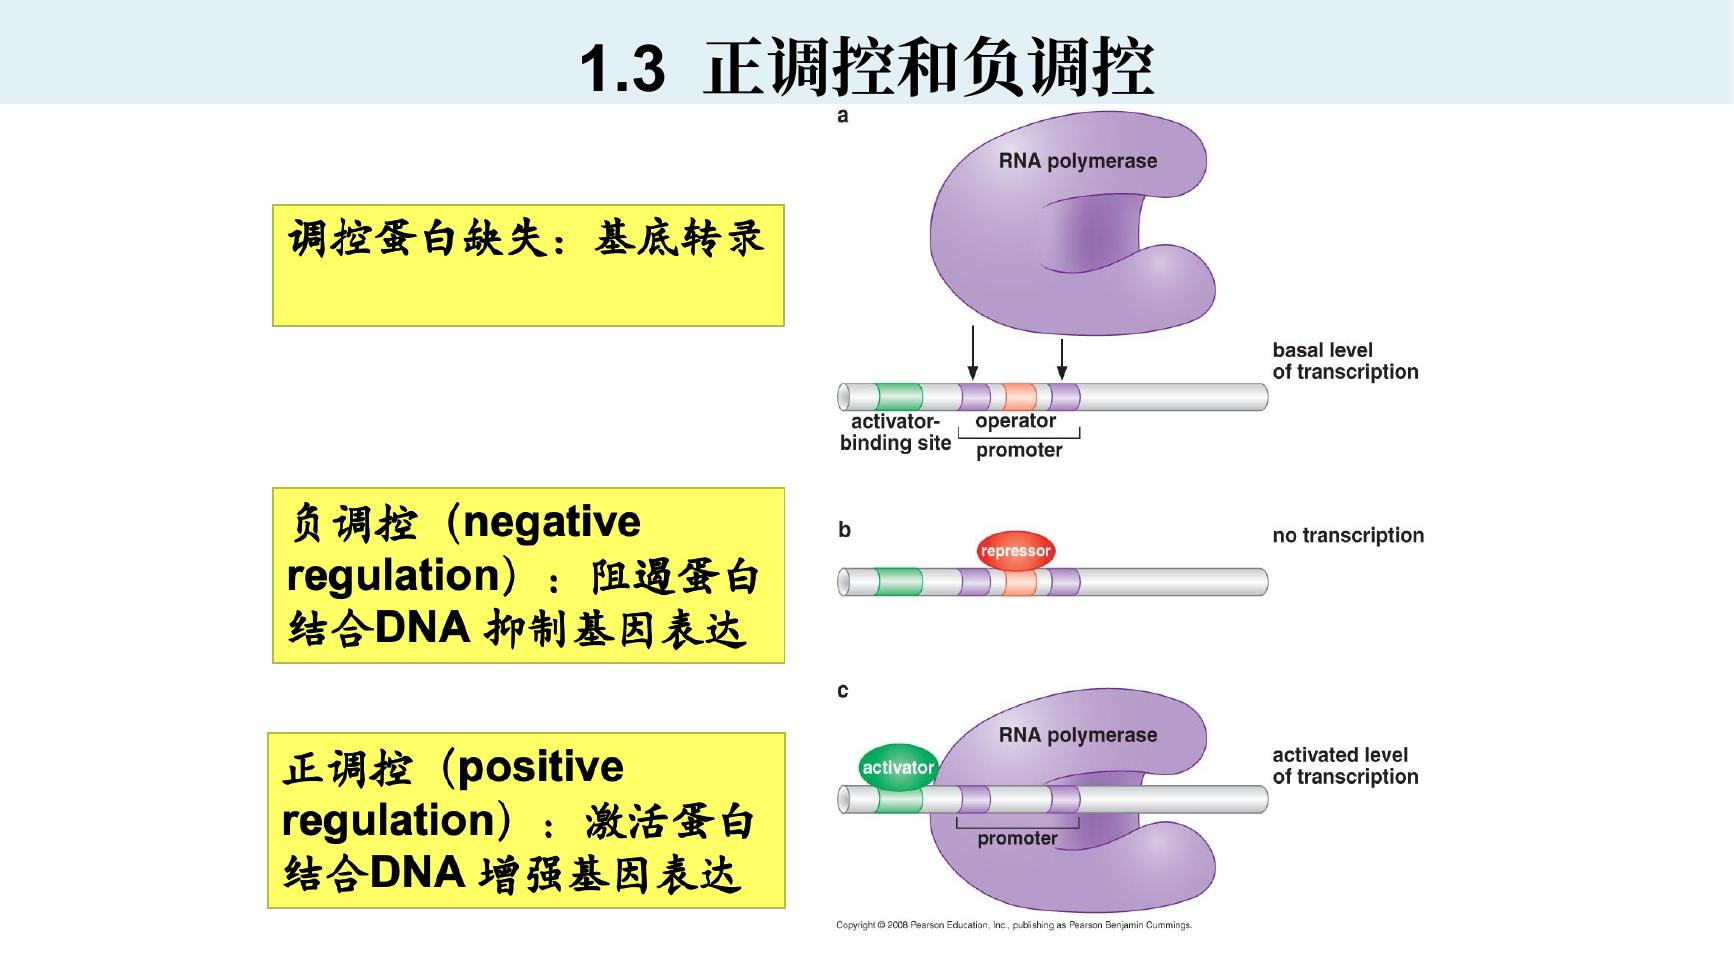 1.3 正调控和负调控
调控蛋白缺失：基底转录
负调控（negative
regulation）：阻遏蛋白
结合DNA 抑制基因表达
正调控（positive
regulation）：激活蛋白
结合DNA 增强基因表达
a
RNA polymerase
basal level
of transcription
activator-
binding site
operator
promoter
b
repressor
no transcription
c
RNA polymerase
activator
activated level
of transcription
promoter
Copyright © 2008 Pearson Education, Inc., publishing as Pearson Benjamin Cummings.